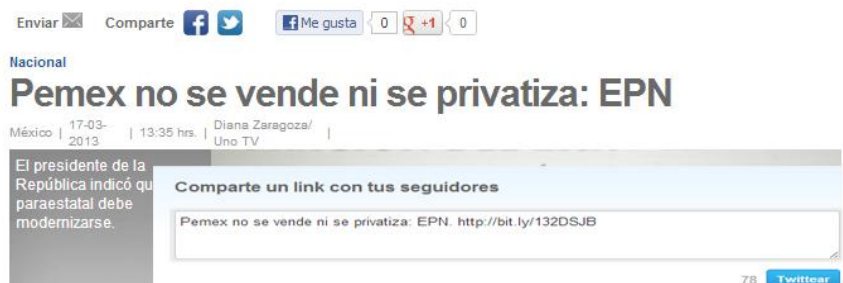 Enviar Comparte Me gusta 0 +1 0
Nacional
Pemex no se vende ni se privatiza: EPN
México | 17-03-2013 | 13:35 hrs. | Diana Zaragoza/ Uno TV |
El presidente de la
República indicó qu
paraestatal debe
modernizarse.
Comparte un link con tus seguidores
Pemex no se vende ni se privatiza: EPN. http://bit.ly/132DSJB
78 Twittear